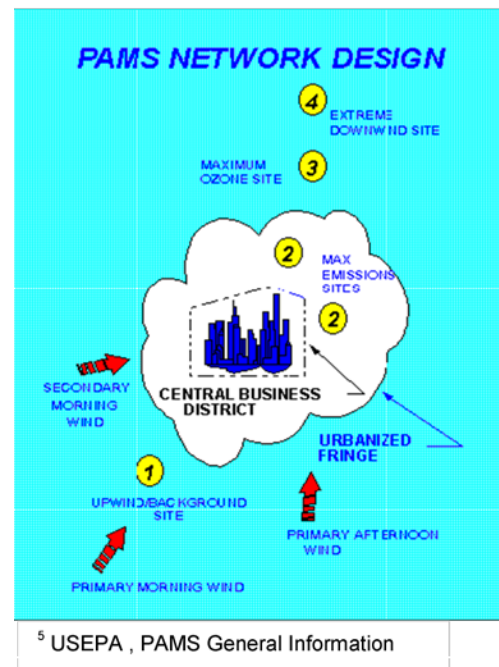 PAMS NETWORK DESIGN
4
EXTREME
DOWNWIND SITE
MAXIMUM
OZONE SITE
3
2
MAX
EMISSIONS
SITES
2
SECONDARY
MORNING
WIND
CENTRAL BUSINESS
DISTRICT
URBANIZED
FRINGE
1
UPWIND/BACKGROUND
SITE
PRIMARY AFTERNOON
WIND
PRIMARY MORNING WIND
5 USEPA , PAMS General Information